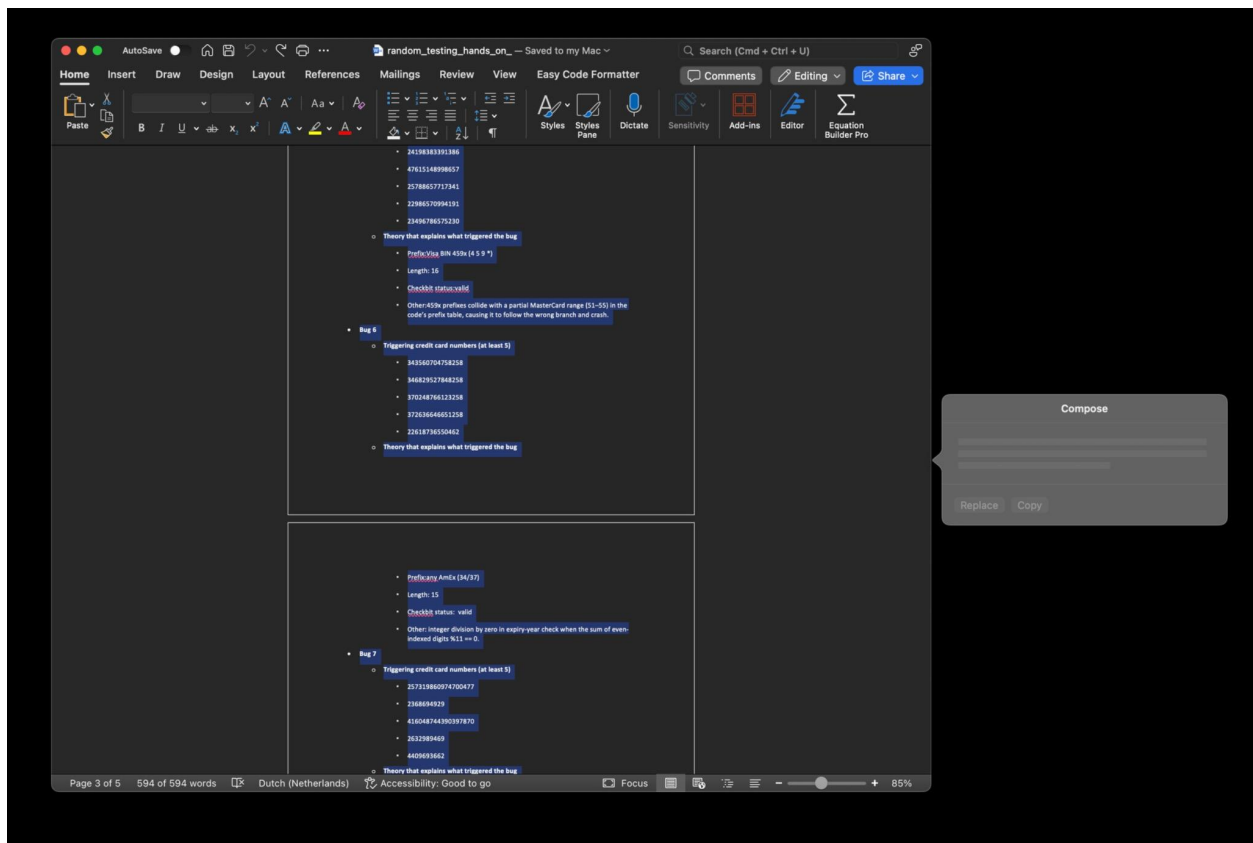 AutoSave
random_testing_hands_on_ — Saved to my Mac
Search (Cmd + Ctrl + U)
Home Insert Draw Design Layout References Mailings Review View Easy Code Formatter
Comments Editing Share
Paste
B I U ab x₂ x²
A^ A˅ Aa A
Styles
Styles Pane
Dictate
Sensitivity
Add-ins
Editor
Equation Builder Pro
• 24198383391386
• 47615148998657
• 25788657717341
• 22986570994191
• 23496786575230
o Theory that explains what triggered the bug
• Prefix:Visa BIN 459x (4 5 9 *)
• Length: 16
• Checkbit status:valid
• Other:459x prefixes collide with a partial MasterCard range (51–55) in the
code's prefix table, causing it to follow the wrong branch and crash.
• Bug 6
o Triggering credit card numbers (at least 5)
• 343560704758258
• 346829527848258
• 370248766123258
• 372636646651258
• 22618736550462
o Theory that explains what triggered the bug
• Prefix:any AmEx (34/37)
• Length: 15
• Checkbit status: valid
• Other: Integer division by zero in expiry-year check when the sum of even-
indexed digits %11 == 0.
• Bug 7
o Triggering credit card numbers (at least 5)
• 257319860974700477
• 2368694929
• 416048744390397870
• 2632989469
• 4409693662
o Theory that explains what triggered the bug
Compose
Replace Copy
Page 3 of 5 594 of 594 words Dutch (Netherlands) Accessibility: Good to go Focus 85%